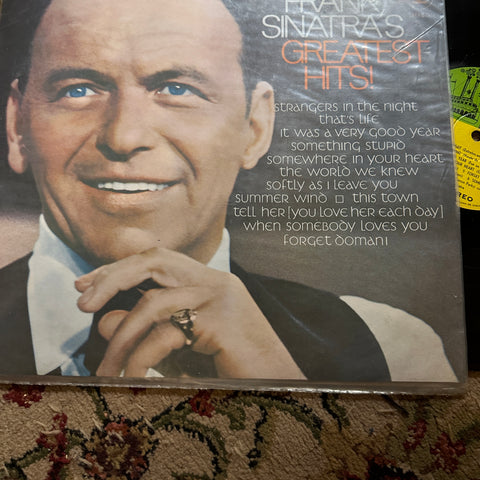 FRANK
SINATRA'S
GREATEST
HITS!
strangers in the night
that's life
it was a very good year
something stupid
somewhere in your heart
the world we knew
softly as i leave you
summer wind □ this town
tell her [you love her each day]
when somebody loves you
forget domani